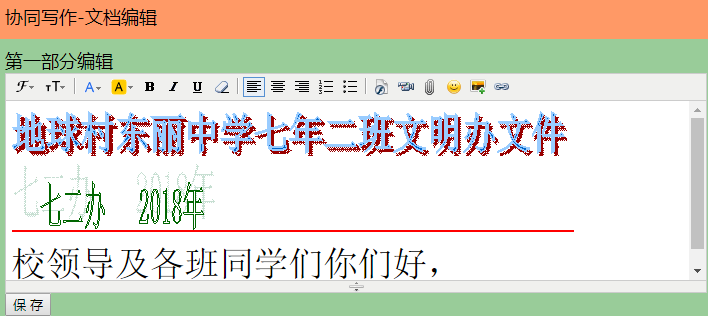 协同写作-文档编辑
第一部分编辑
地球村东丽中学七年二班文明办文件
七二办 2018年
校领导及各班同学们你们好，
保存